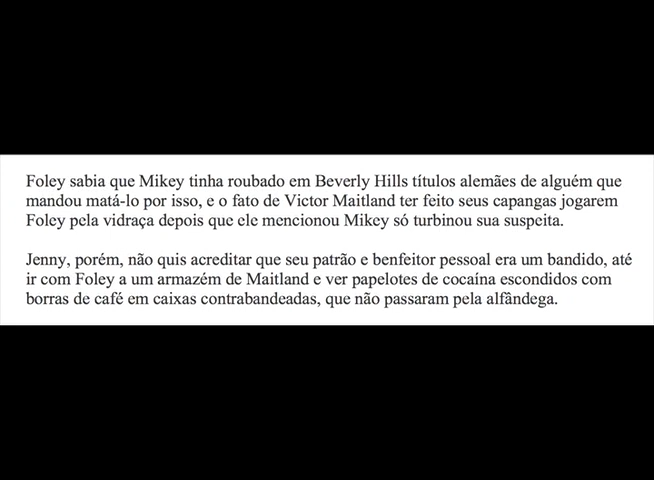 Foley sabia que Mikey tinha roubado em Beverly Hills títulos alemães de alguém que
mandou matá-lo por isso, e o fato de Victor Maitland ter feito seus capangas jogarem
Foley pela vidraça depois que ele mencionou Mikey só turbinou sua suspeita.
Jenny, porém, não quis acreditar que seu patrão e benfeitor pessoal era um bandido, até
ir com Foley a um armazém de Maitland e ver papelotes de cocaína escondidos com
borras de café em caixas contrabandeadas, que não passaram pela alfândega.